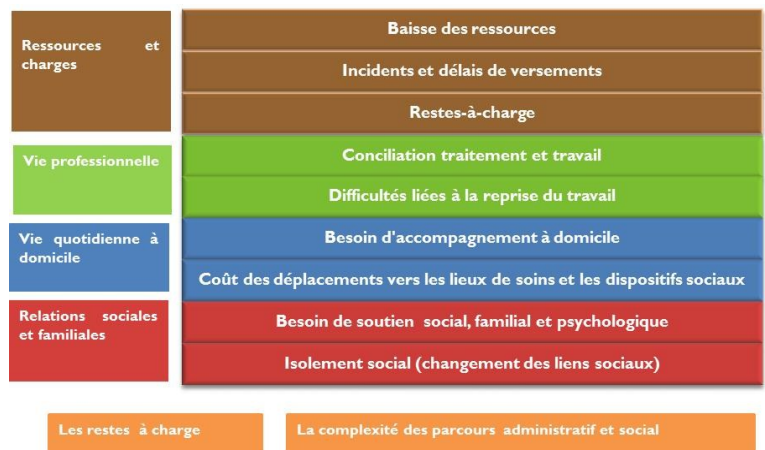 Ressources et
charges
Baisse des ressources
Incidents et délais de versements
Restes-à-charge
Vie professionnelle
Conciliation traitement et travail
Difficultés liées à la reprise du travail
Vie quotidienne à
domicile
Besoin d'accompagnement à domicile
Coût des déplacements vers les lieux de soins et les dispositifs sociaux
Relations sociales
et familiales
Besoin de soutien social, familial et psychologique
Isolement social (changement des liens sociaux)
Les restes à charge
La complexité des parcours administratif et social